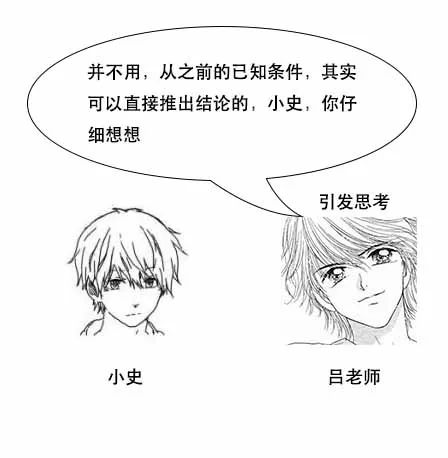 并不用，从之前的已知条件，其实
可以直接推出结论的，小史，你仔
细想想
引发思考
小史
吕老师